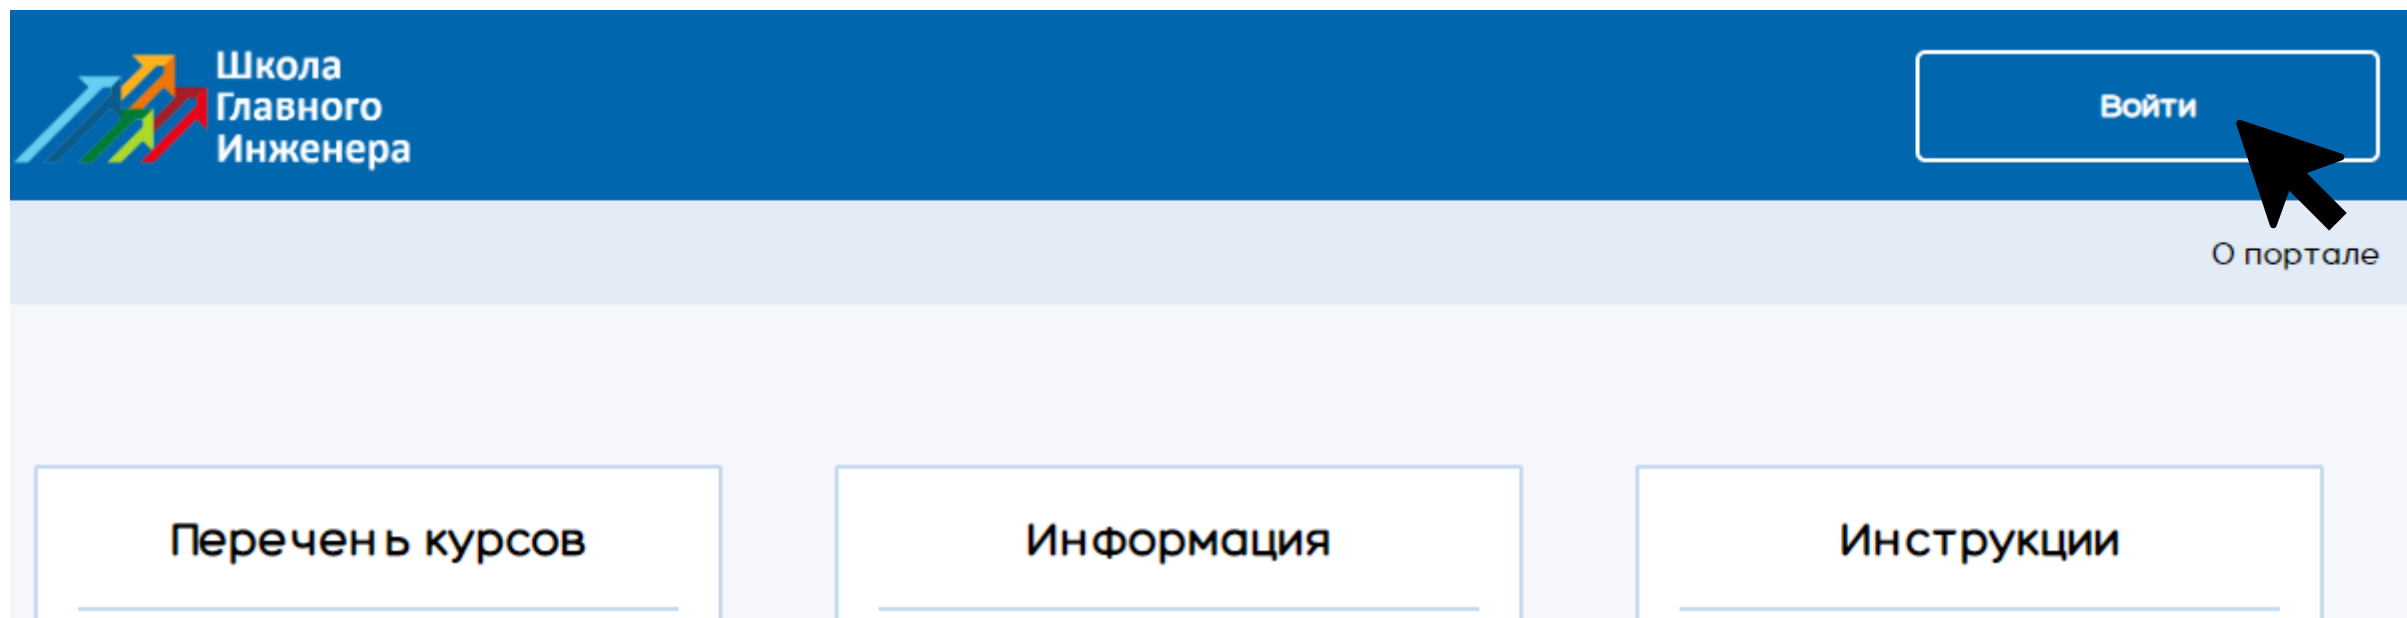 Школа
Главного
Инженера
Войти
О портале
Перечень курсов
Информация
Инструкции